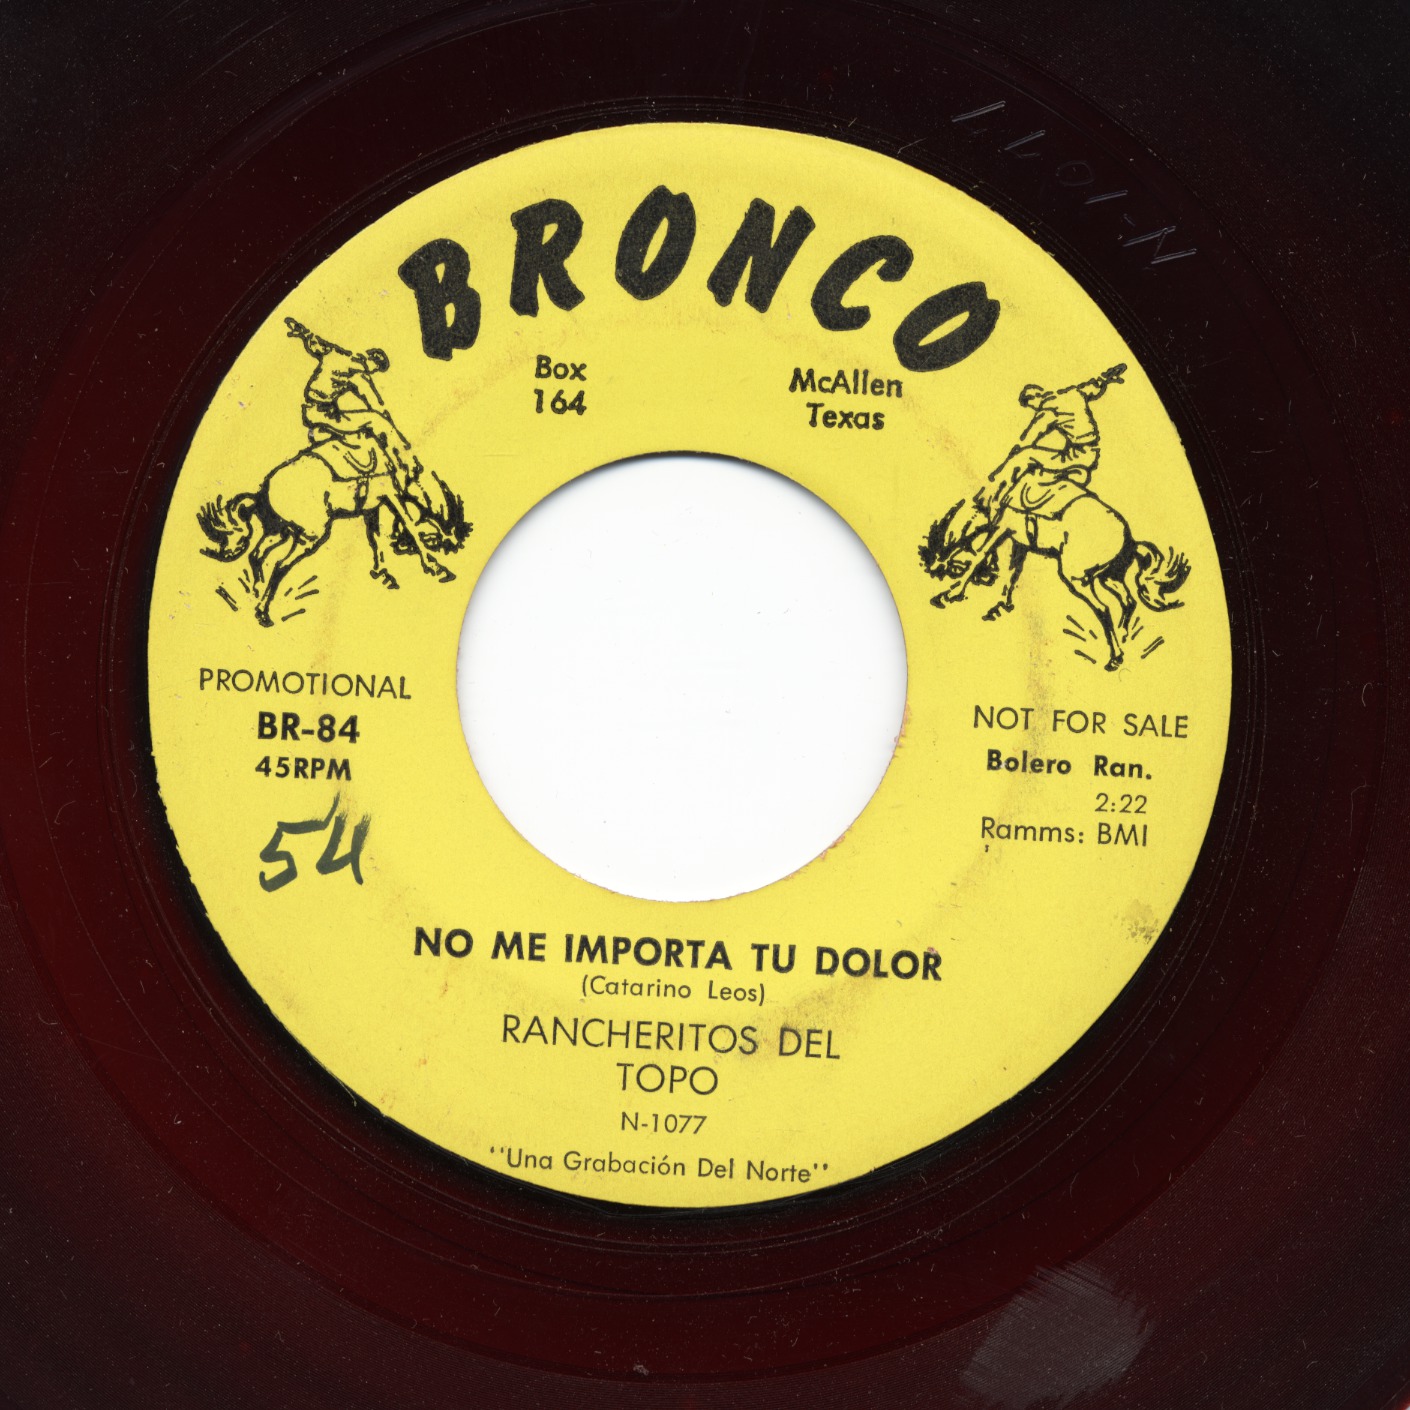 BRONCO
Box
164
McAllen
Texas
PROMOTIONAL
BR-84
45RPM
54
NOT FOR SALE
Bolero Ran.
2:22
Ramms: BMI
NO ME IMPORTA TU DOLOR
(Catarino Leos)
RANCHERITOS DEL
TOPO
N-1077
"Una Grabación Del Norte"
N-1077